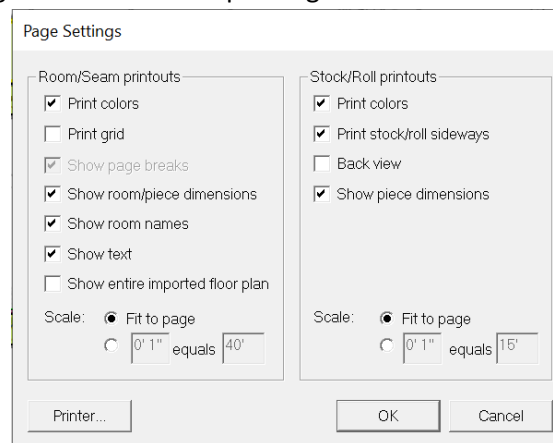 Page Settings
Room/Seam printouts
Print colors
Print grid
Show page breaks
Show room/piece dimensions
Show room names
Show text
Show entire imported floor plan
Scale: Fit to page
0' 1" equals 40'
Stock/Roll printouts
Print colors
Print stock/roll sideways
Back view
Show piece dimensions
Scale: Fit to page
0' 1" equals 15'
Printer...
OK
Cancel